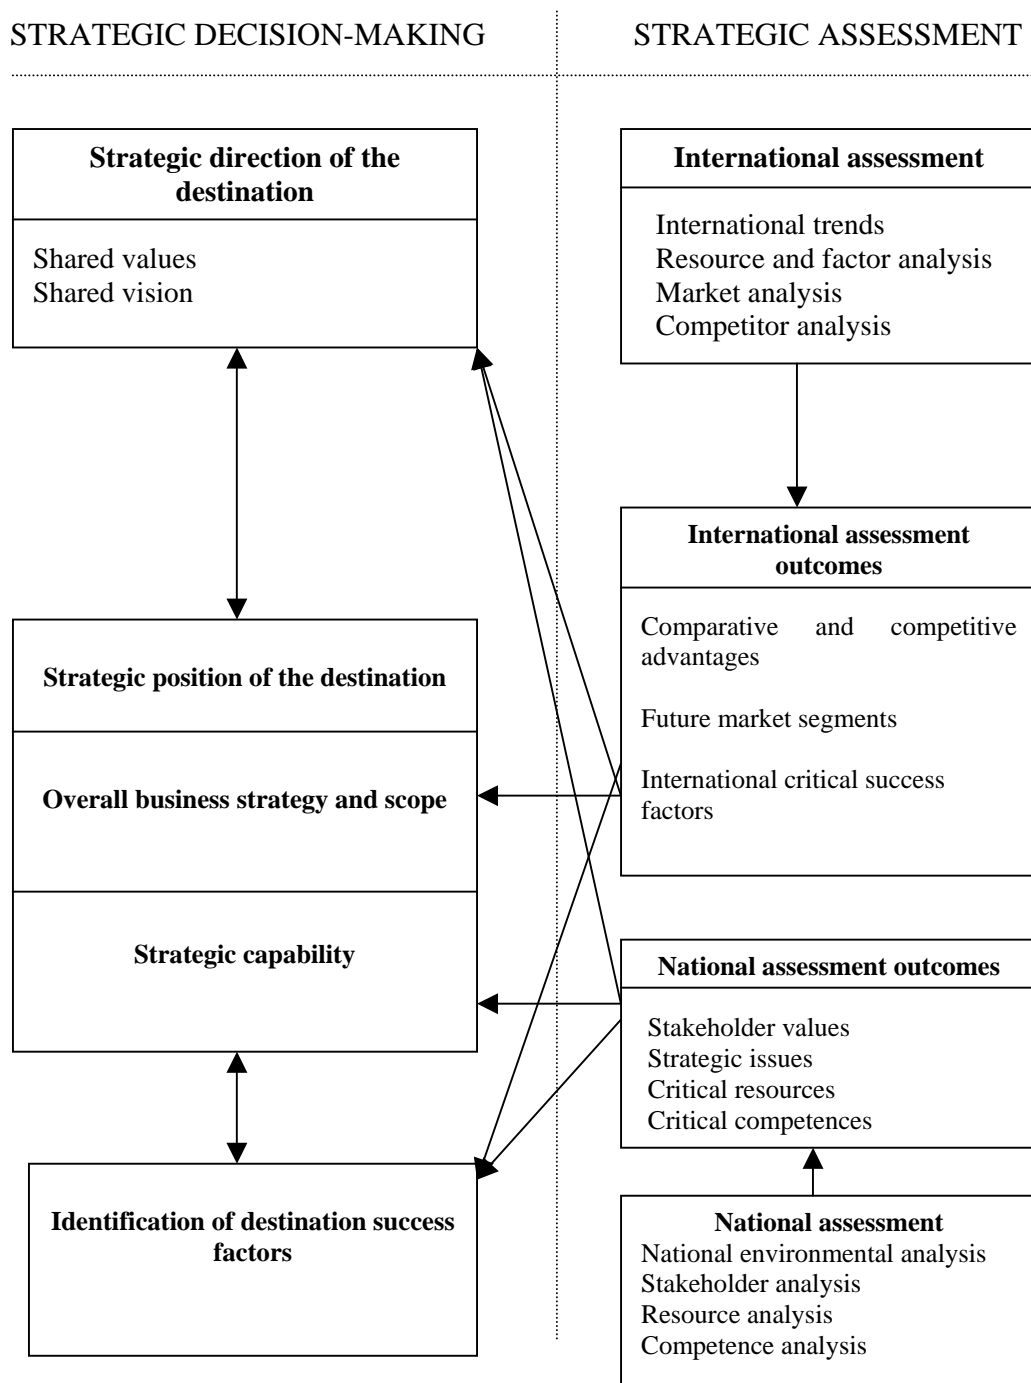 STRATEGIC DECISION-MAKING
STRATEGIC ASSESSMENT
Strategic direction of the
destination
Shared values
Shared vision
Strategic position of the destination
Overall business strategy and scope
Strategic capability
Identification of destination success
factors
International assessment
International trends
Resource and factor analysis
Market analysis
Competitor analysis
International assessment
outcomes
Comparative and competitive
advantages
Future market segments
International critical success
factors
National assessment outcomes
Stakeholder values
Strategic issues
Critical resources
Critical competences
National assessment
National environmental analysis
Stakeholder analysis
Resource analysis
Competence analysis